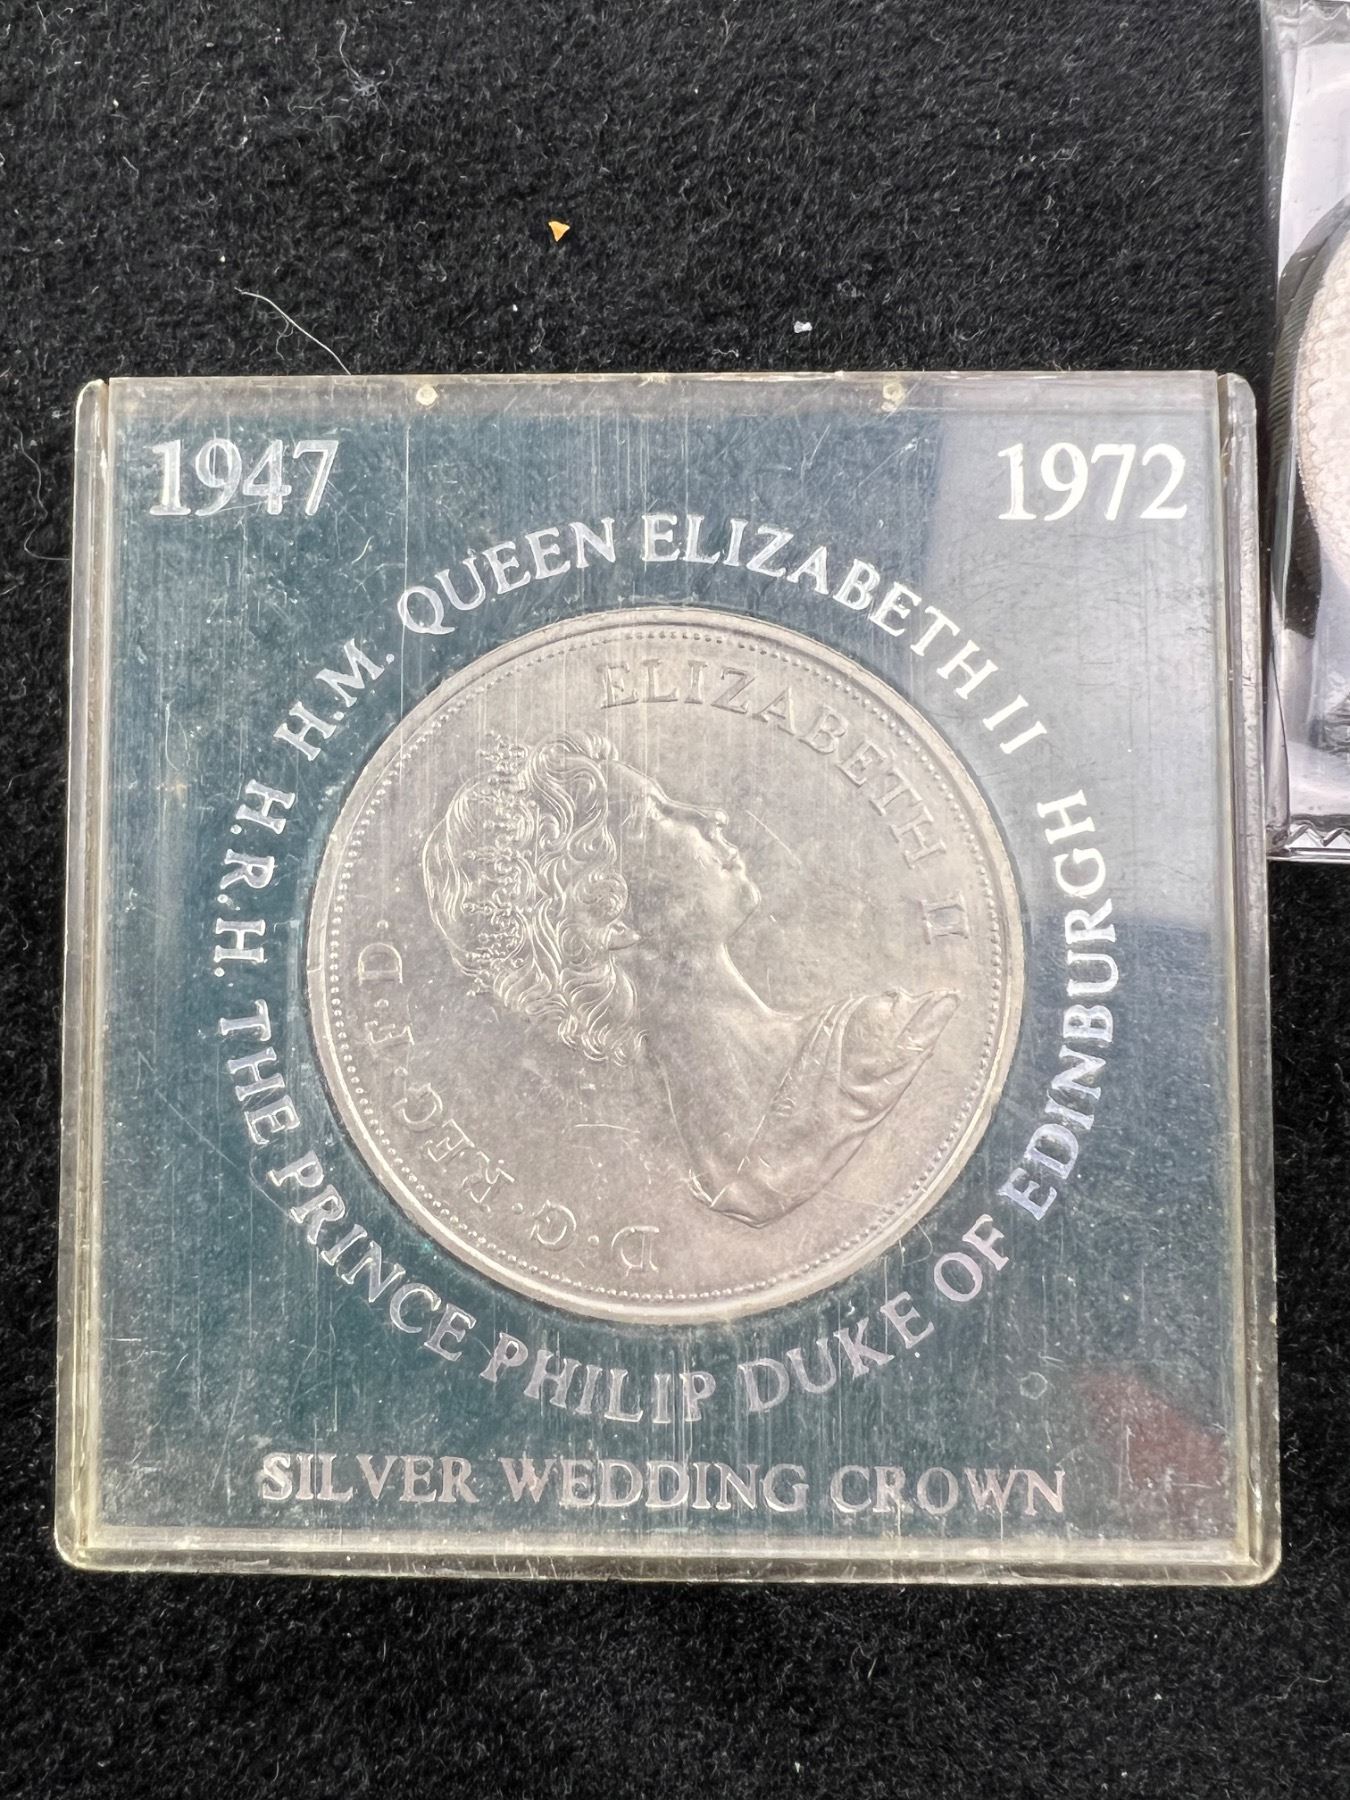 1947
1972
H.M. QUEEN ELIZABETH II
H.R.H. THE PRINCE PHILIP DUKE OF EDINBURGH
ELIZABETH II
D·G·REG·F·D·
SILVER WEDDING CROWN